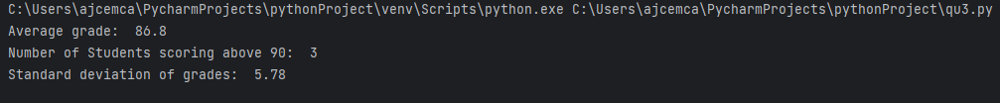 C:\Users\ajcemca\PycharmProjects\pythonProject\venv\Scripts\python.exe C:\Users\ajcemca\PycharmProjects\pythonProject\qu3.py
Average grade:  86.8
Number of Students scoring above 90:  3
Standard deviation of grades:  5.78